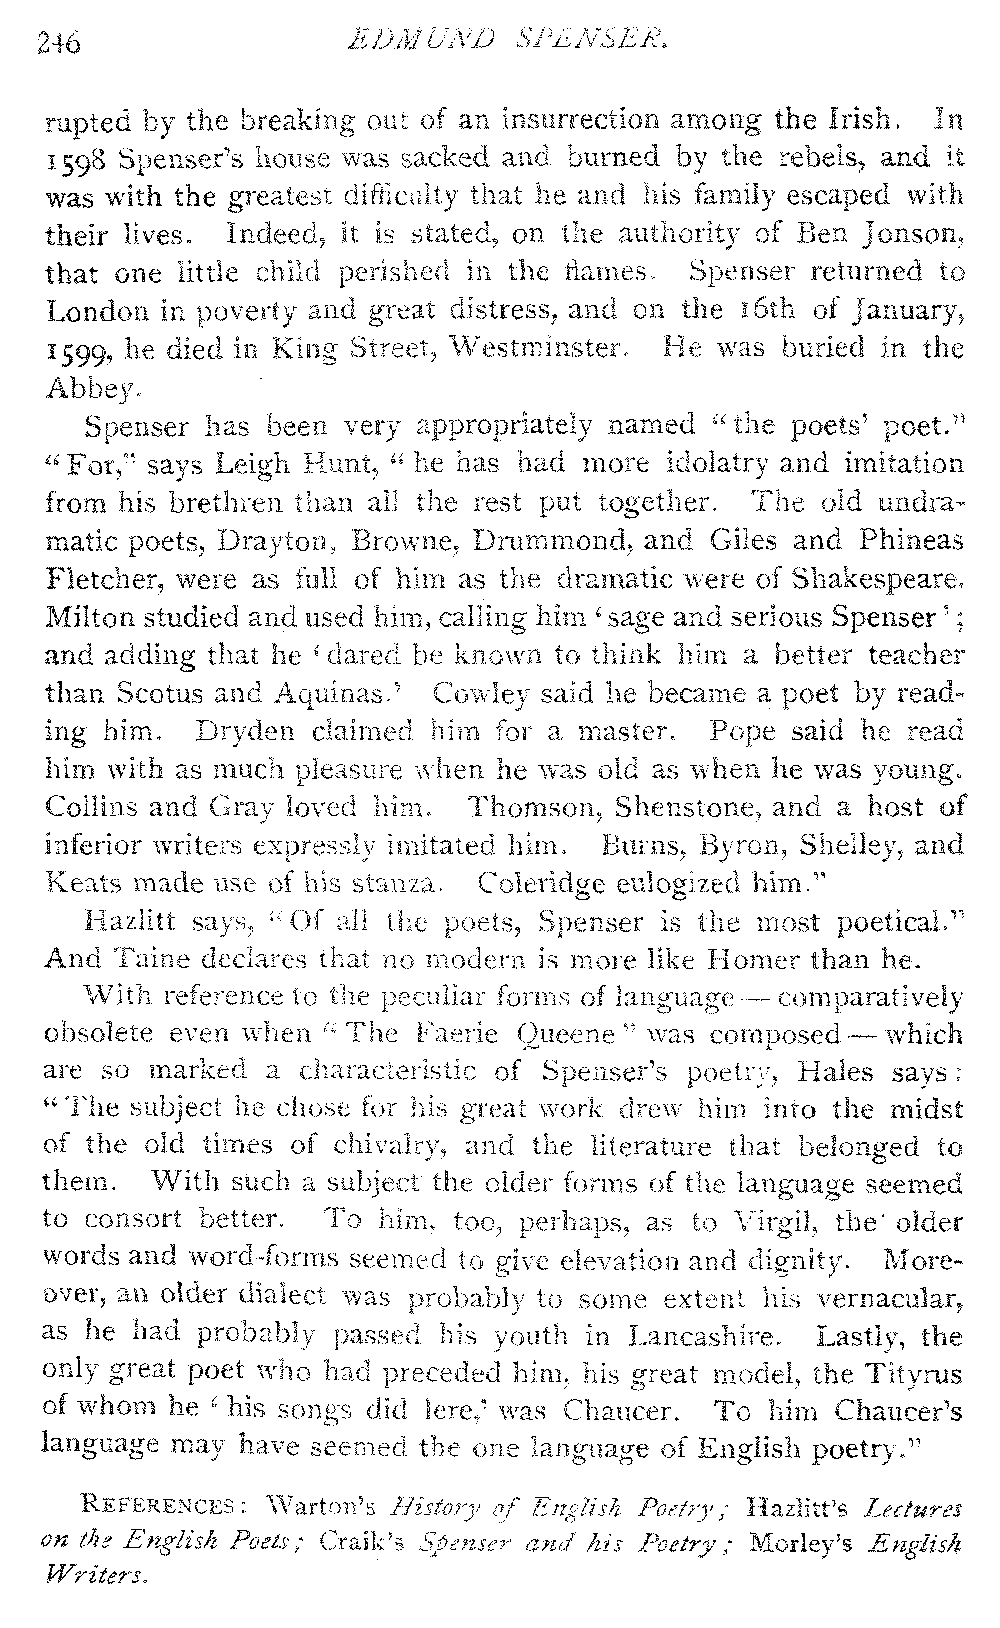 246 EDMUND SPENSER.
rupted by the breaking out of an insurrection among the Irish. In
1598 Spenser's house was sacked and burned by the rebels, and it
was with the greatest difficulty that he and his family escaped with
their lives. Indeed, it is stated, on the authority of Ben Jonson,
that one little child perished in the flames. Spenser returned to
London in poverty and great distress, and on the 16th of January,
1599, he died in King Street, Westminster. He was buried in the
Abbey.
Spenser has been very appropriately named "the poets' poet."
"For," says Leigh Hunt, "he has had more idolatry and imitation
from his brethren than all the rest put together. The old undra-
matic poets, Drayton, Browne, Drummond, and Giles and Phineas
Fletcher, were as full of him as the dramatic were of Shakespeare.
Milton studied and used him, calling him 'sage and serious Spenser';
and adding that he 'dared be known to think him a better teacher
than Scotus and Aquinas.' Cowley said he became a poet by read-
ing him. Dryden claimed him for a master. Pope said he read
him with as much pleasure when he was old as when he was young.
Collins and Gray loved him. Thomson, Shenstone, and a host of
inferior writers expressly imitated him. Burns, Byron, Shelley, and
Keats made use of his stanza. Coleridge eulogized him."
Hazlitt says, "Of all the poets, Spenser is the most poetical."
And Taine declares that no modern is more like Homer than he.
With reference to the peculiar forms of language — comparatively
obsolete even when "The Faerie Queene" was composed — which
are so marked a characteristic of Spenser's poetry, Hales says:
"The subject he chose for his great work drew him into the midst
of the old times of chivalry, and the literature that belonged to
them. With such a subject the older forms of the language seemed
to consort better. To him, too, perhaps, as to Virgil, the older
words and word-forms seemed to give elevation and dignity. More-
over, an older dialect was probably to some extent his vernacular,
as he had probably passed his youth in Lancashire. Lastly, the
only great poet who had preceded him, his great model, the Tityrus
of whom he 'his songs did lere,' was Chaucer. To him Chaucer's
language may have seemed the one language of English poetry."
REFERENCES: Warton's History of English Poetry; Hazlitt's Lectures
on the English Poets; Craik's Spenser and his Poetry; Morley's English
Writers.